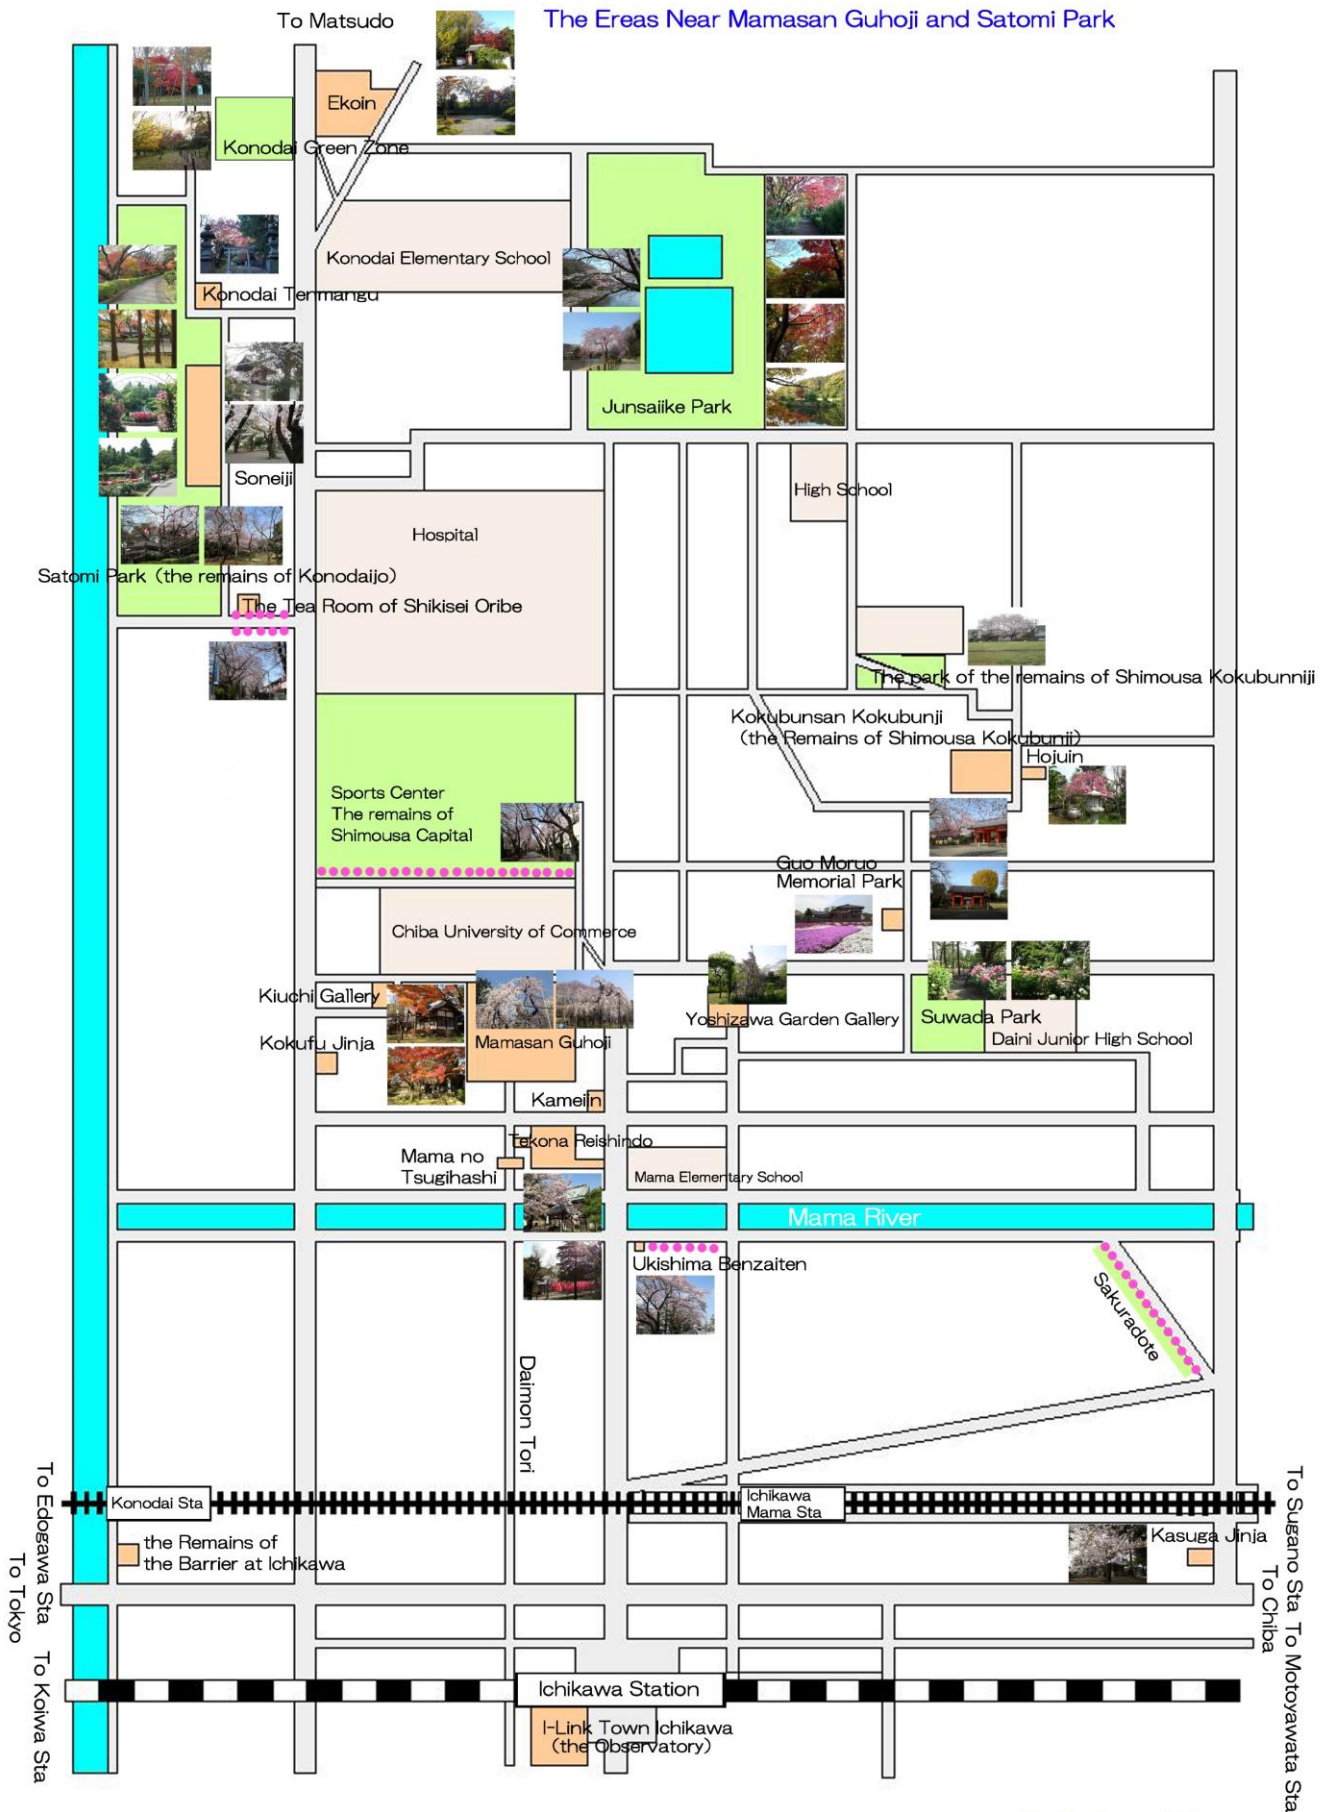 To Matsudo
The Ereas Near Mamasan Guhoji and Satomi Park
Ekoin
Konodai Green Zone
Konodai Elementary School
Konodai Tenmangu
Junsaiike Park
Soneiji
High School
Hospital
Satomi Park (the remains of Konodaijo)
The Tea Room of Shikisei Oribe
The park of the remains of Shimousa Kokubunniji
Kokubunsan Kokubunji
(the Remains of Shimousa Kokubunji)
Hojuin
Sports Center
The remains of
Shimousa Capital
Guo Moruo
Memorial Park
Chiba University of Commerce
Kiuchi Gallery
Yoshizawa Garden Gallery
Suwada Park
Kokufu Jinja
Mamasan Guhoji
Daini Junior High School
Kameiin
Tekona Reishindo
Mama no
Tsugihashi
Mama Elementary School
Mama River
Ukishima Benzaiten
Sakuradote
Daimon Tori
Konodai Sta
Ichikawa
Mama Sta
To Edogawa Sta
To Sugano Sta
the Remains of
the Barrier at Ichikawa
Kasuga Jinja
To Tokyo
To Chiba
To Koiwa Sta
To Motoyawata Sta
Ichikawa Station
I-Link Town Ichikawa
(the Observatory)